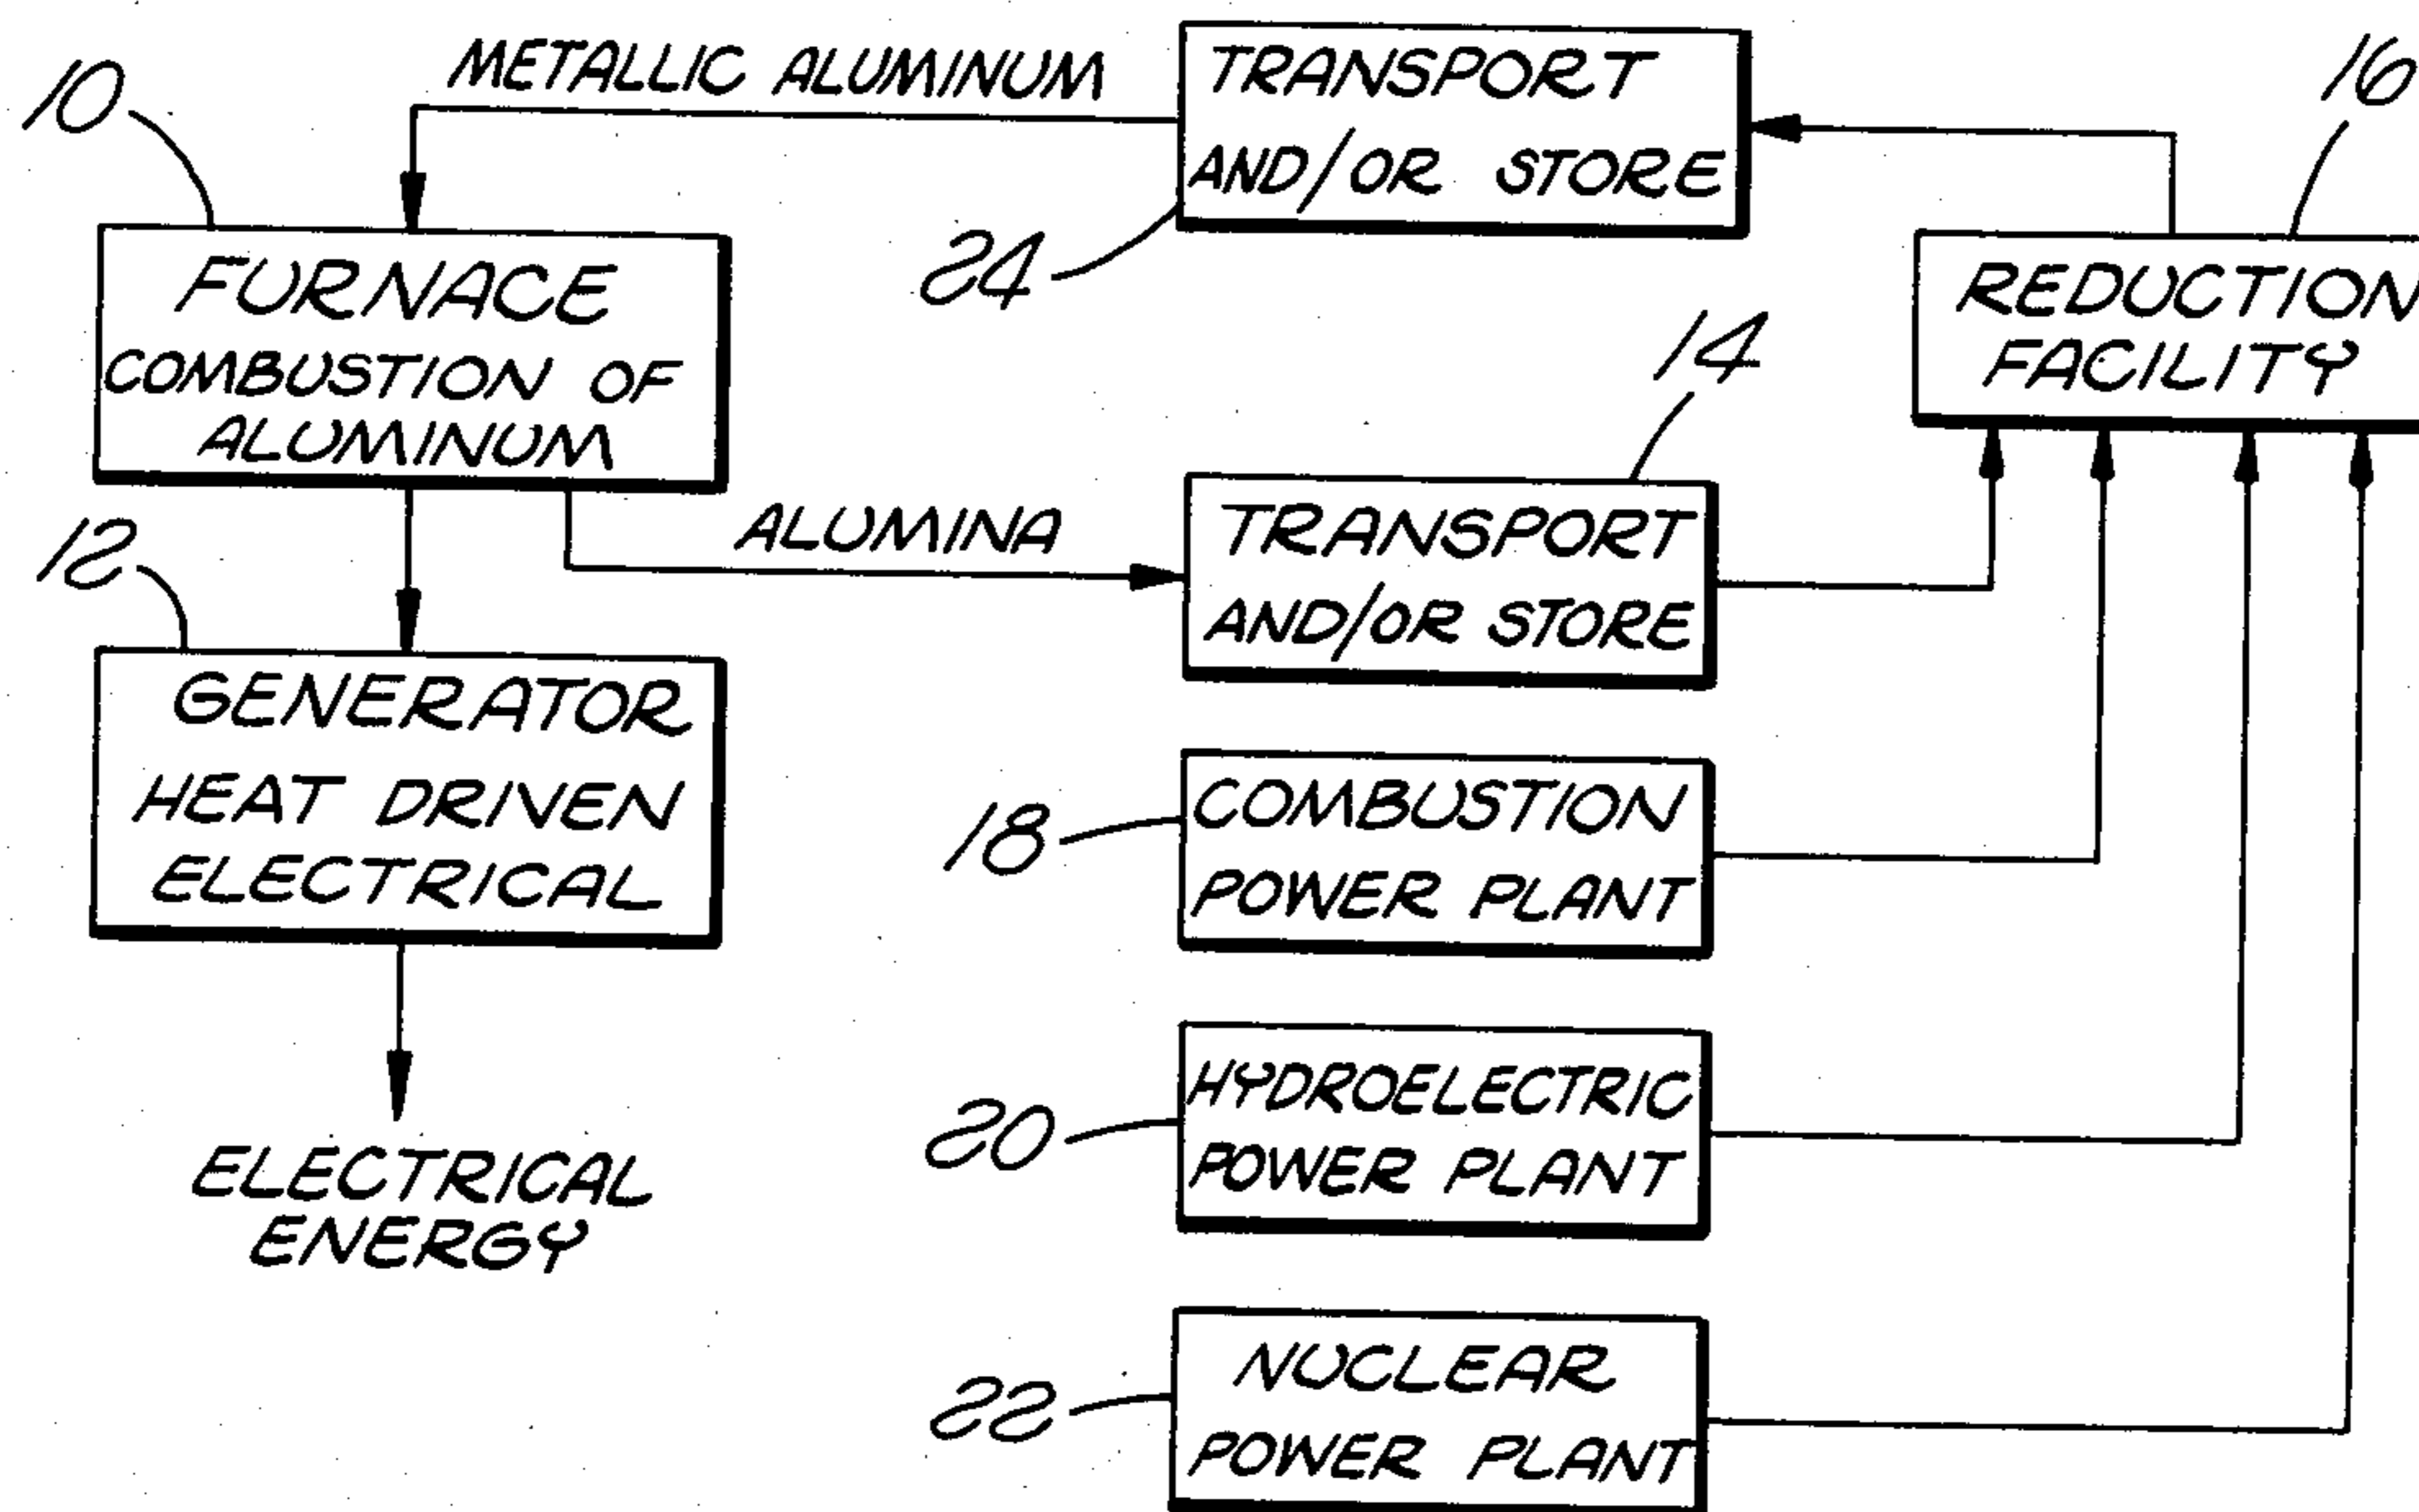 METALLIC ALUMINUM
10
TRANSPORT
AND/OR STORE
24
16
FURNACE
COMBUSTION OF
ALUMINUM
REDUCTION
FACILITY
14
ALUMINA
TRANSPORT
AND/OR STORE
12
GENERATOR
HEAT DRIVEN
ELECTRICAL
18
COMBUSTION
POWER PLANT
ELECTRICAL
ENERGY
20
HYDROELECTRIC
POWER PLANT
22
NUCLEAR
POWER PLANT